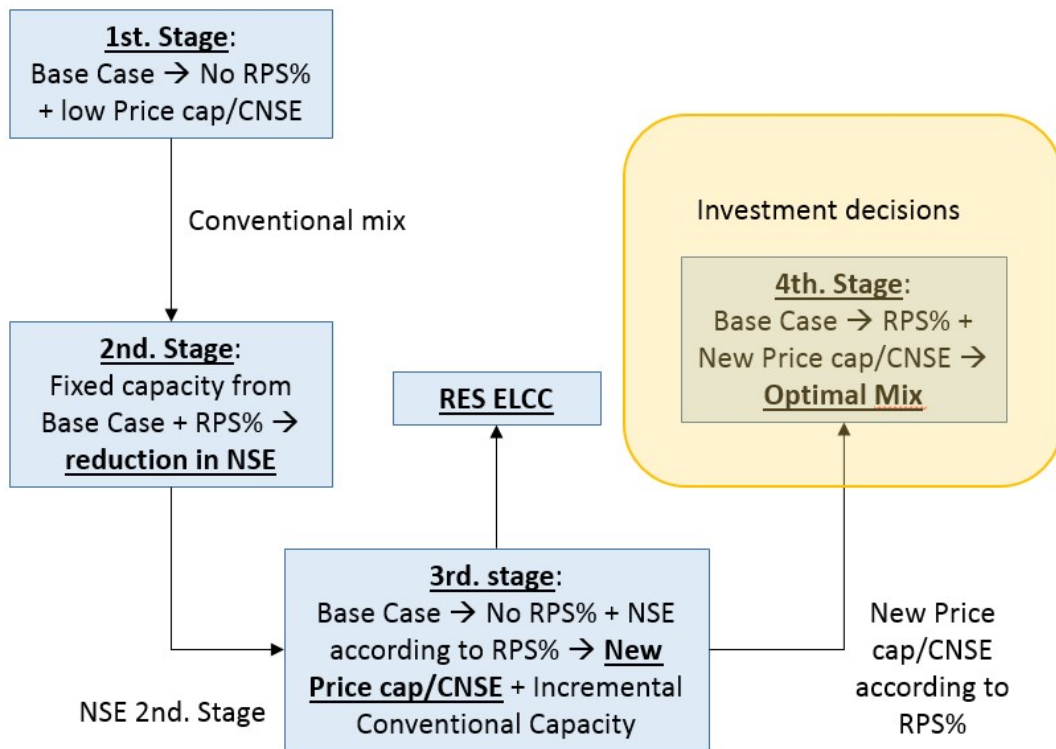 1st. Stage:
Base Case → No RPS%
+ low Price cap/CNSE
Conventional mix
2nd. Stage:
Fixed capacity from
Base Case + RPS% →
reduction in NSE
NSE 2nd. Stage
3rd. stage:
Base Case → No RPS% + NSE
according to RPS% → New
Price cap/CNSE + Incremental
Conventional Capacity
RES ELCC
New Price
cap/CNSE
according to
RPS%
Investment decisions
4th. Stage:
Base Case → RPS% +
New Price cap/CNSE →
Optimal Mix